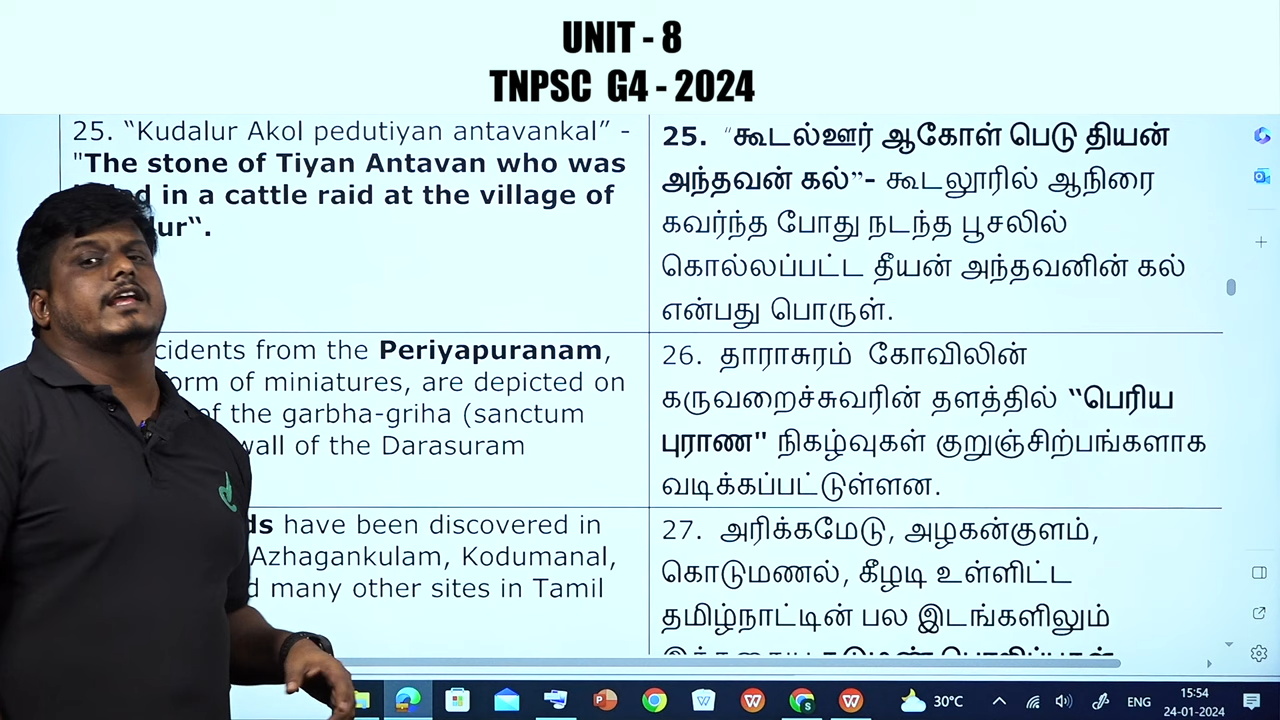 UNIT - 8
TNPSC G4 - 2024
25. “Kudalur Akol pedutiyan antavankal” -
"The stone of Tiyan Antavan who was
in a cattle raid at the village of
25. “கூடல்ஊர் ஆகோள் பெடு தியன்
அந்தவன் கல்”- கூடலூரில் ஆநிரை
கவர்ந்த போது நடந்த பூசலில்
கொல்லப்பட்ட தீயன் அந்தவனின் கல்
என்பது பொருள்.
from the Periyapuranam,
form of miniatures, are depicted on
of the garbha-griha (sanctum
wall of the Darasuram
26. தாராசுரம் கோவிலின்
கருவறைச்சுவரின் தளத்தில் “பெரிய
புராண" நிகழ்வுகள் குறுஞ்சிற்பங்களாக
வடிக்கப்பட்டுள்ளன.
have been discovered in
Azhagankulam, Kodumanal,
many other sites in Tamil
27. அரிக்கமேடு, அழகன்குளம்,
கொடுமணல், கீழடி உள்ளிட்ட
தமிழ்நாட்டின் பல இடங்களிலும்
30°C
ENG
15:54
24-01-2024